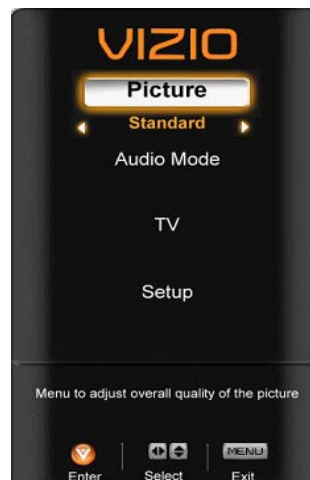 VIZIO
Picture
Standard
Audio Mode
TV
Setup
Menu to adjust overall quality of the picture
MENU
Enter Select Exit